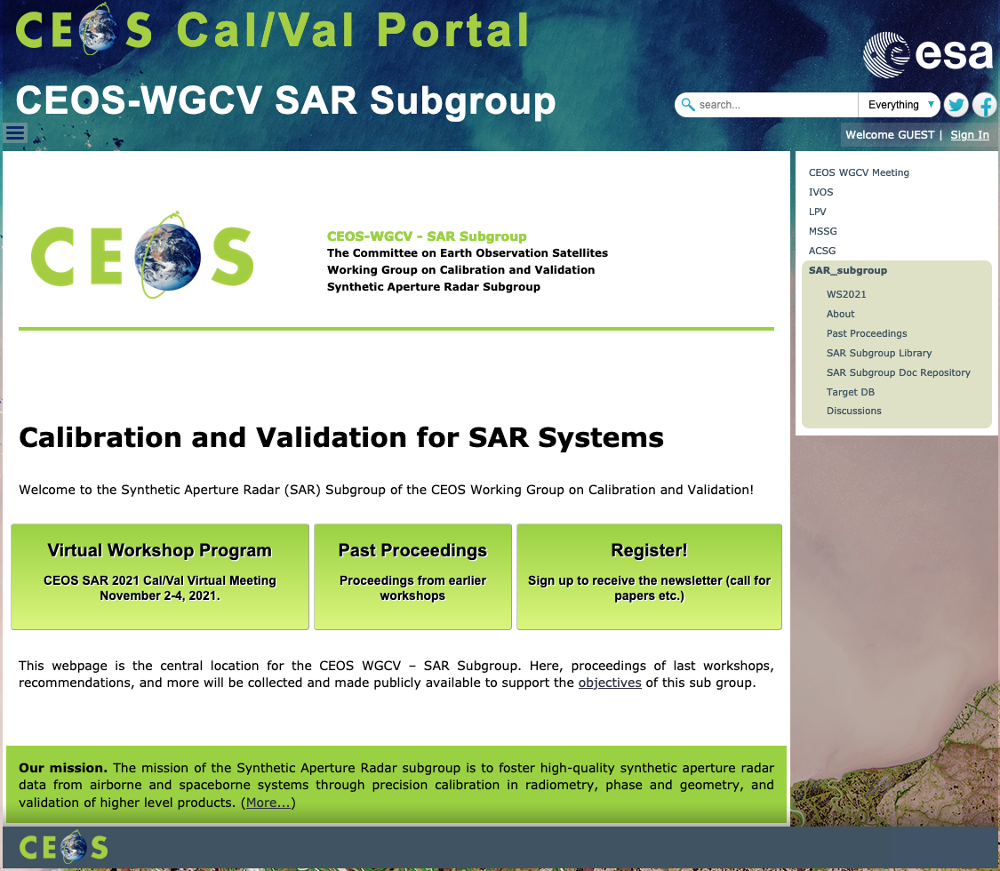 CEOS Cal/Val Portal
esa
CEOS-WGCV SAR Subgroup
search...
Everything
Welcome GUEST | Sign In
CEOS
CEOS-WGCV - SAR Subgroup
The Committee on Earth Observation Satellites
Working Group on Calibration and Validation
Synthetic Aperture Radar Subgroup
Calibration and Validation for SAR Systems
Welcome to the Synthetic Aperture Radar (SAR) Subgroup of the CEOS Working Group on Calibration and Validation!
Virtual Workshop Program
CEOS SAR 2021 Cal/Val Virtual Meeting
November 2-4, 2021.
Past Proceedings
Proceedings from earlier
workshops
Register!
Sign up to receive the newsletter (call for
papers etc.)
This webpage is the central location for the CEOS WGCV – SAR Subgroup. Here, proceedings of last workshops,
recommendations, and more will be collected and made publicly available to support the objectives of this sub group.
Our mission. The mission of the Synthetic Aperture Radar subgroup is to foster high-quality synthetic aperture radar
data from airborne and spaceborne systems through precision calibration in radiometry, phase and geometry, and
validation of higher level products. (More...)
CEOS WGCV Meeting
IVOS
LPV
MSSG
ACSG
SAR_subgroup
WS2021
About
Past Proceedings
SAR Subgroup Library
SAR Subgroup Doc Repository
Target DB
Discussions
CEOS